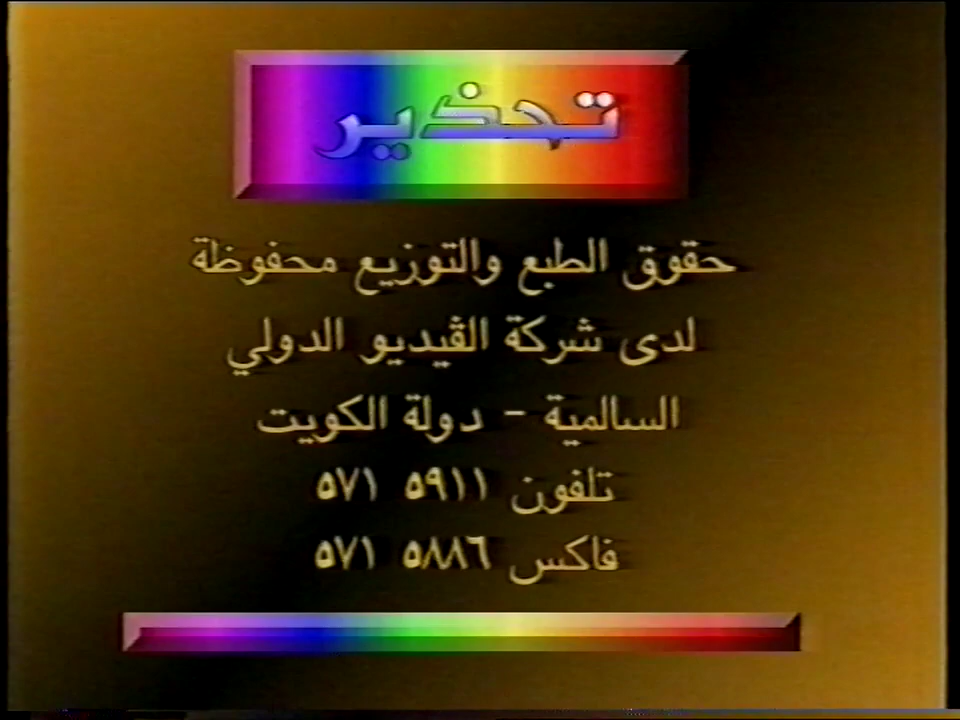 تحذير
حقوق الطبع والتوزيع محفوظة
لدى شركة الڤيديو الدولي
السالمية - دولة الكويت
تلفون ٥٩١١ ٥٧١
فاكس ٥٨٨٦ ٥٧١